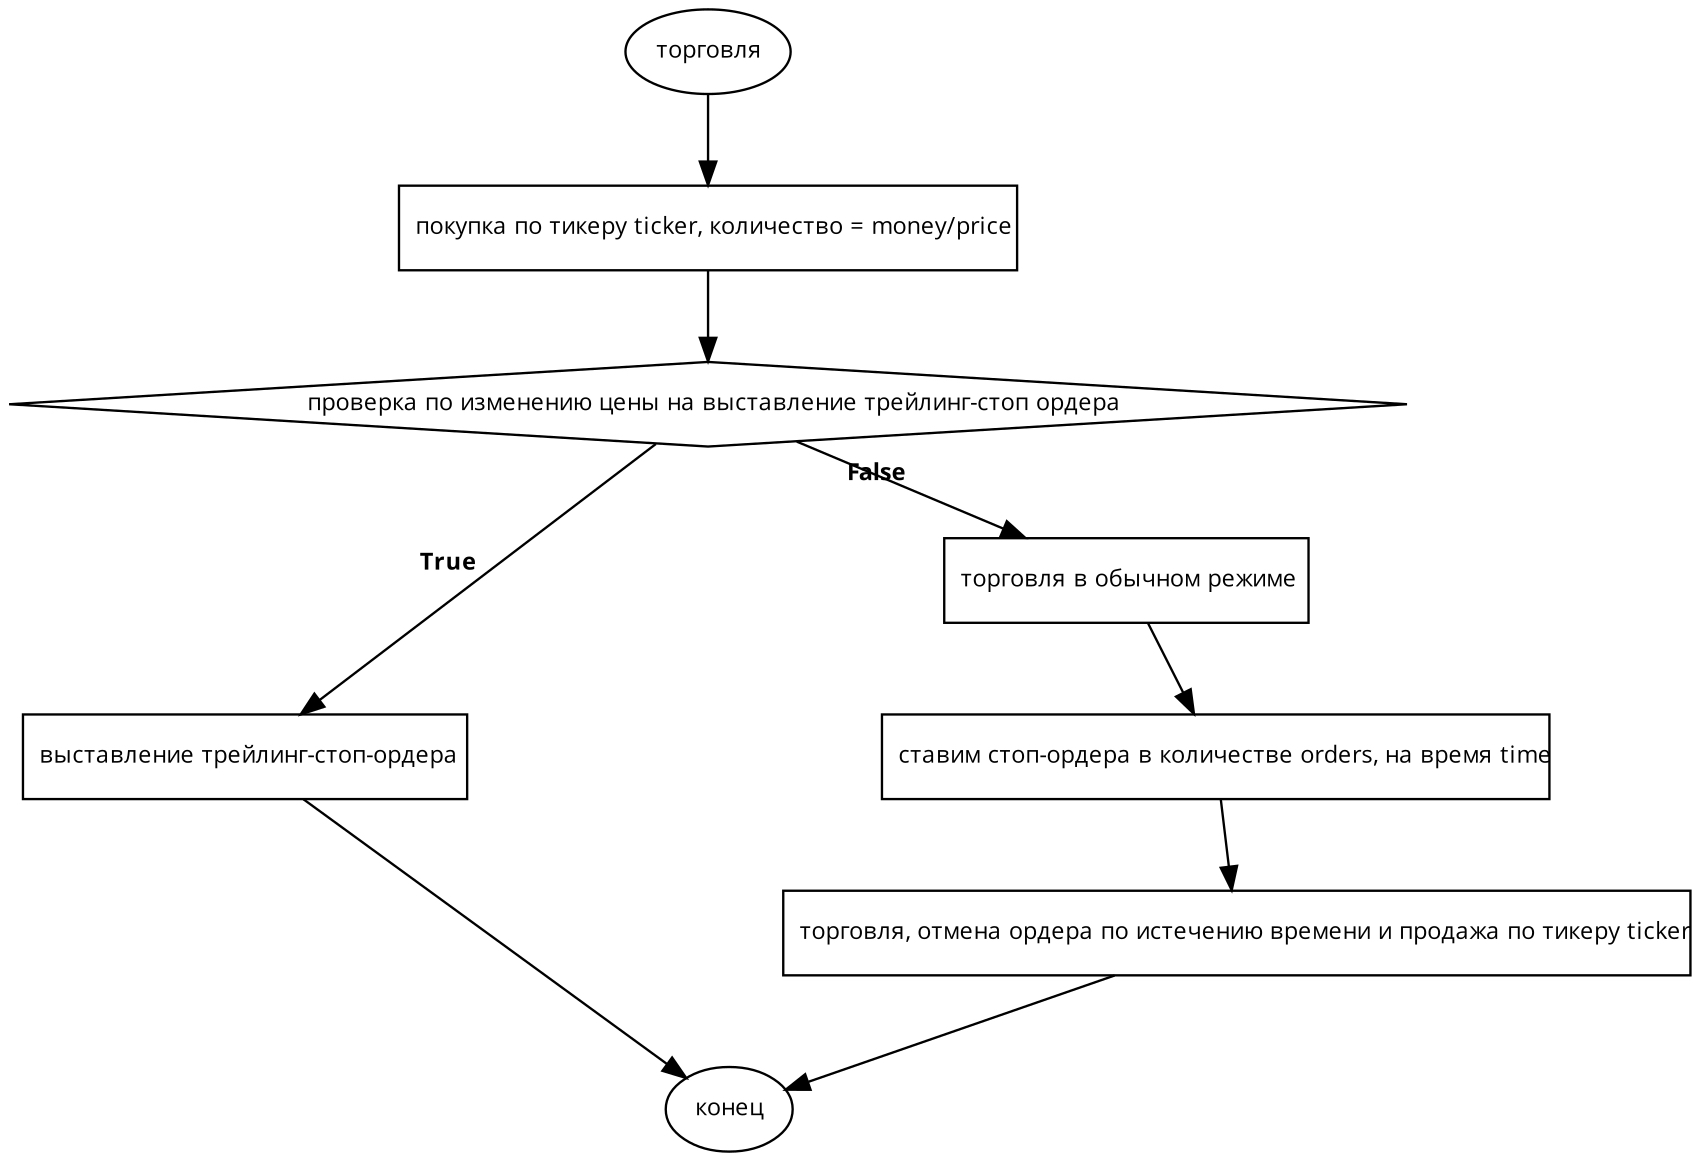 торговля
покупка по тикеру ticker, количество = money/price
проверка по изменению цены на выставление трейлинг-стоп ордера
False
True
торговля в обычном режиме
выставление трейлинг-стоп-ордера
ставим стоп-ордера в количестве orders, на время time
торговля, отмена ордера по истечению времени и продажа по тикеру ticker
конец